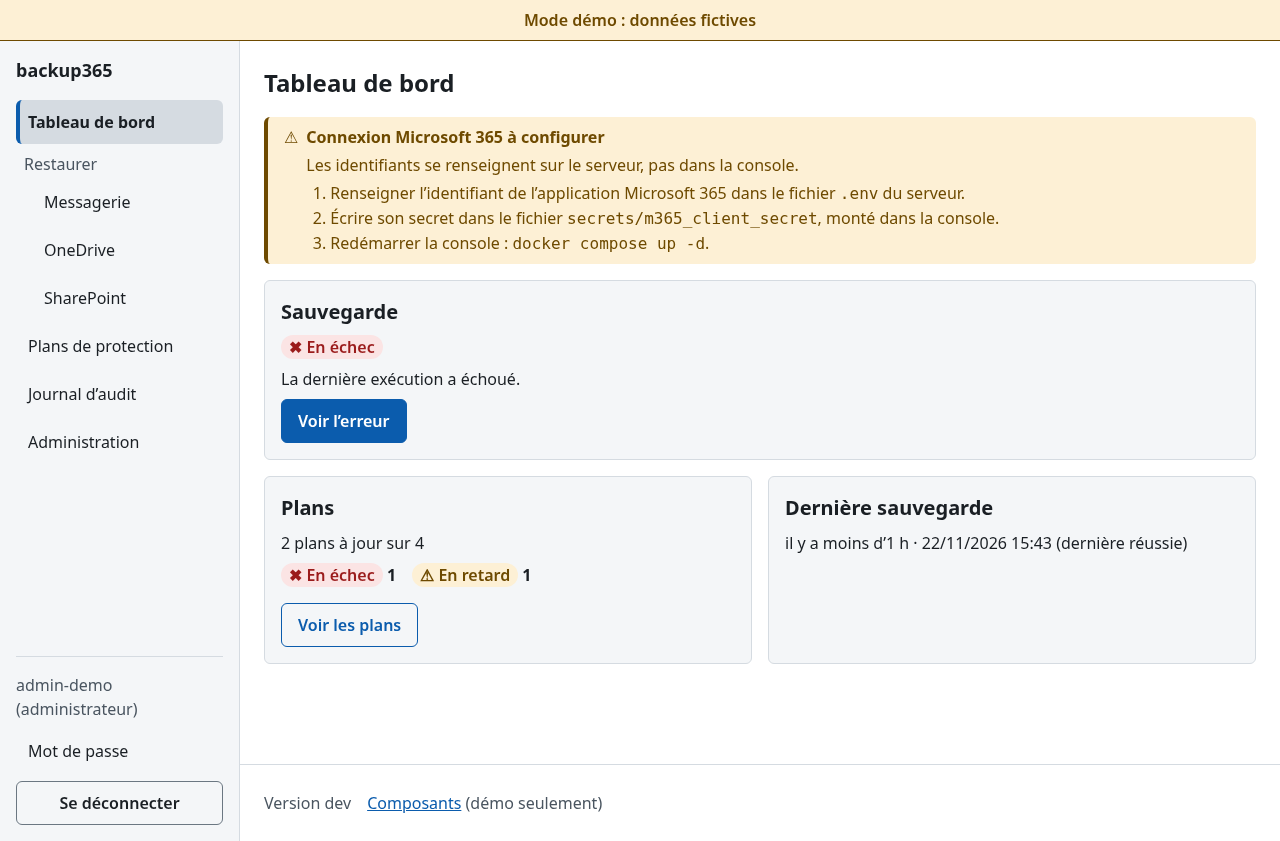 Mode démo : données fictives
backup365
Tableau de bord
Restaurer
Messagerie
OneDrive
SharePoint
Plans de protection
Journal d’audit
Administration
admin-demo
(administrateur)
Mot de passe
Se déconnecter
Tableau de bord
⚠ Connexion Microsoft 365 à configurer
Les identifiants se renseignent sur le serveur, pas dans la console.
1. Renseigner l’identifiant de l’application Microsoft 365 dans le fichier .env du serveur.
2. Écrire son secret dans le fichier secrets/m365_client_secret, monté dans la console.
3. Redémarrer la console : docker compose up -d.
Sauvegarde
✖ En échec
La dernière exécution a échoué.
Voir l’erreur
Plans
2 plans à jour sur 4
✖ En échec 1 ⚠ En retard 1
Voir les plans
Dernière sauvegarde
il y a moins d’1 h · 22/11/2026 15:43 (dernière réussie)
Version dev Composants (démo seulement)